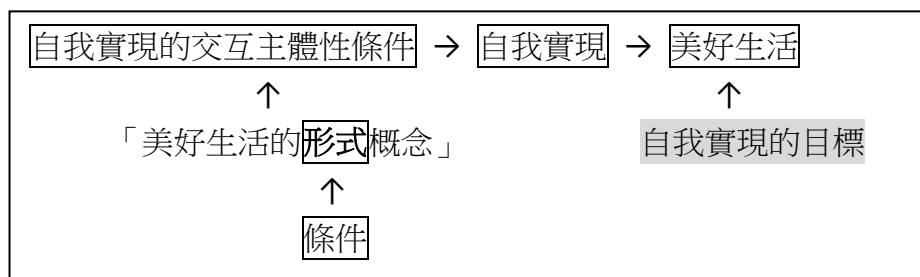 自我實現的交互主體性條件 → 自我實現 → 美好生活
↑ ↑
「美好生活的形式概念」 自我實現的目標
↑
條件